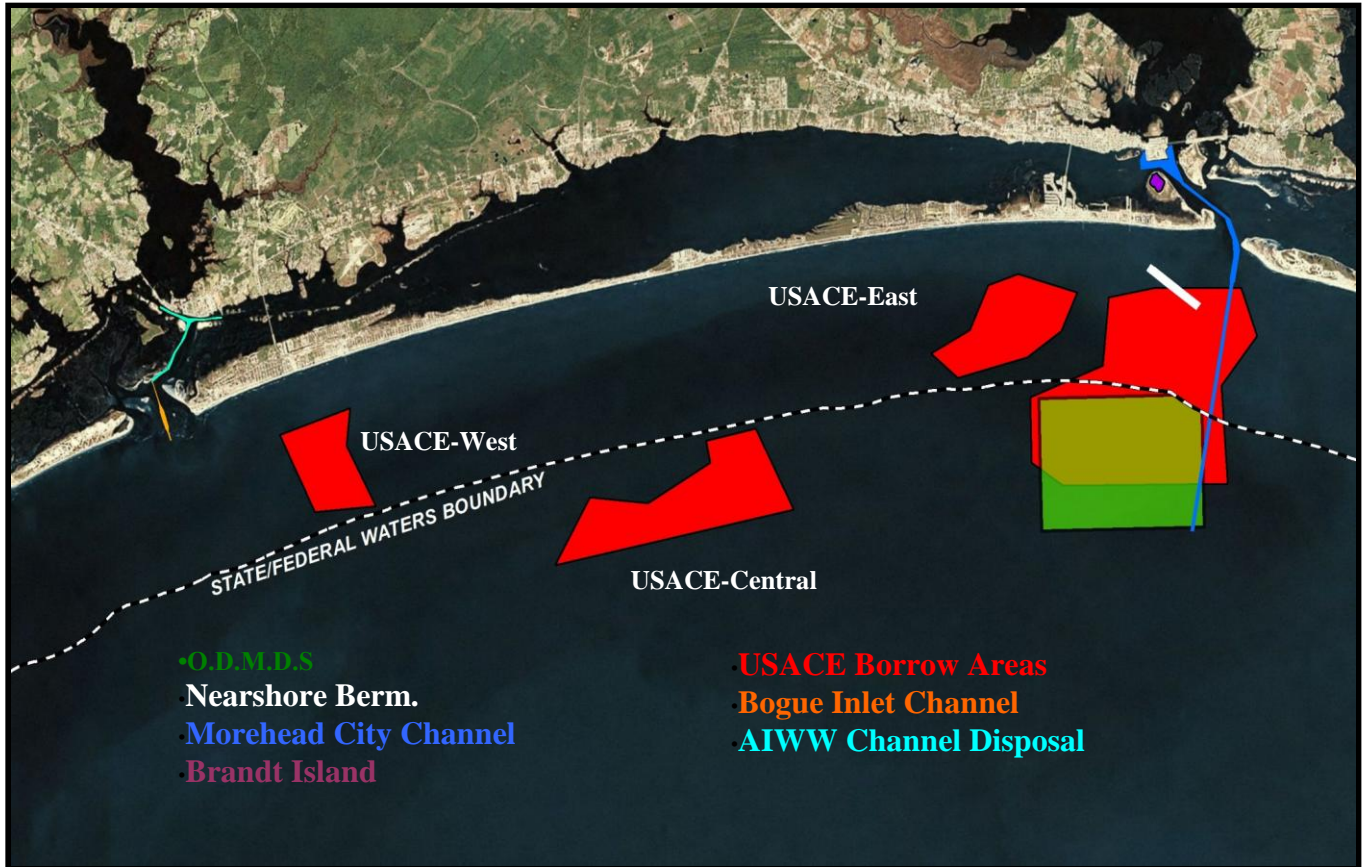 USACE-East
USACE-West
STATE/FEDERAL WATERS BOUNDARY
USACE-Central
•O.D.M.D.S
·Nearshore Berm.
·Morehead City Channel
·Brandt Island
·USACE Borrow Areas
·Bogue Inlet Channel
·AIWW Channel Disposal